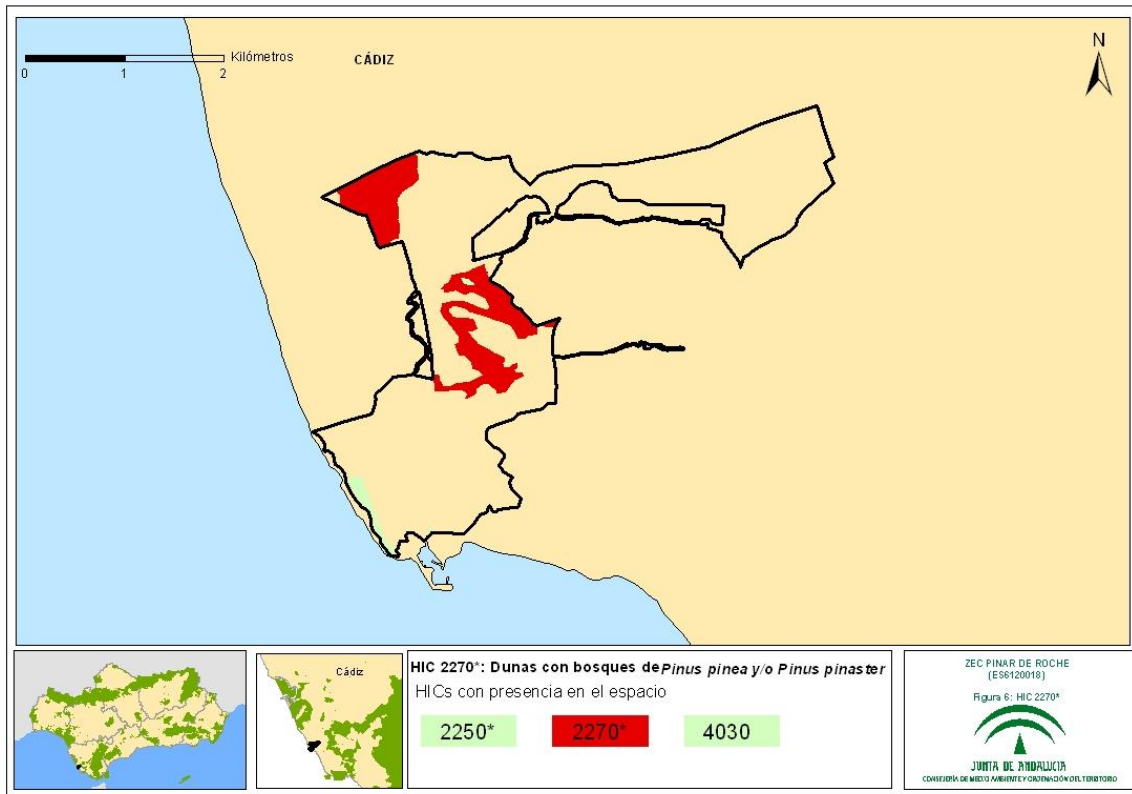 Kilómetros
0 1 2
CÁDIZ
N
Cádiz
HIC 2270*: Dunas con bosques de Pinus pinea y/o Pinus pinaster
HICs con presencia en el espacio
2250*
2270*
4030
ZEC PINAR DE ROCHE
(ES6120018)
Figura 6: HIC 2270*
JUNTA DE ANDALUCIA
CONSEJERÍA DE MEDIO AMBIENTE Y ORDENACIÓN DEL TERRITORIO